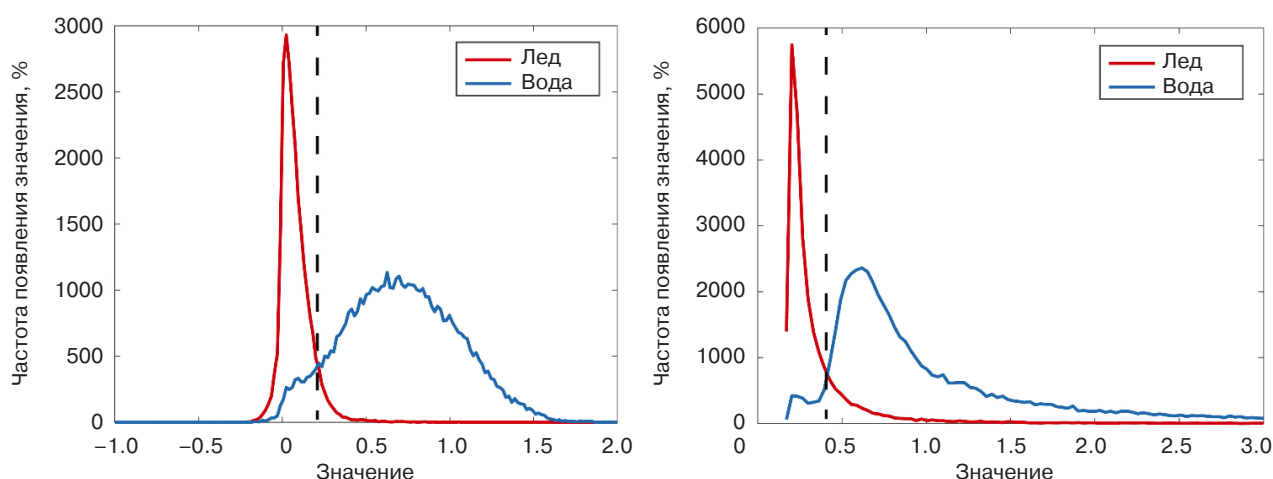 Частота появления значения, %
3000
2500
2000
1500
1000
500
0
−1.0 −0.5 0 0.5 1.0 1.5 2.0
Значение
Лед
Вода
Частота появления значения, %
6000
5000
4000
3000
2000
1000
0
0 0.5 1.0 1.5 2.0 2.5 3.0
Значение
Лед
Вода